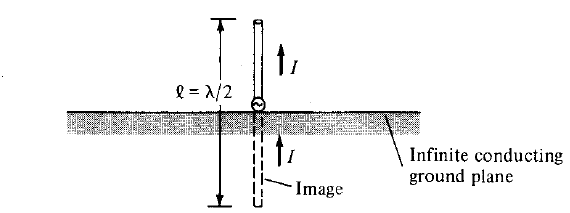 I
ℓ = λ/2
I
Infinite conducting
ground plane
Image